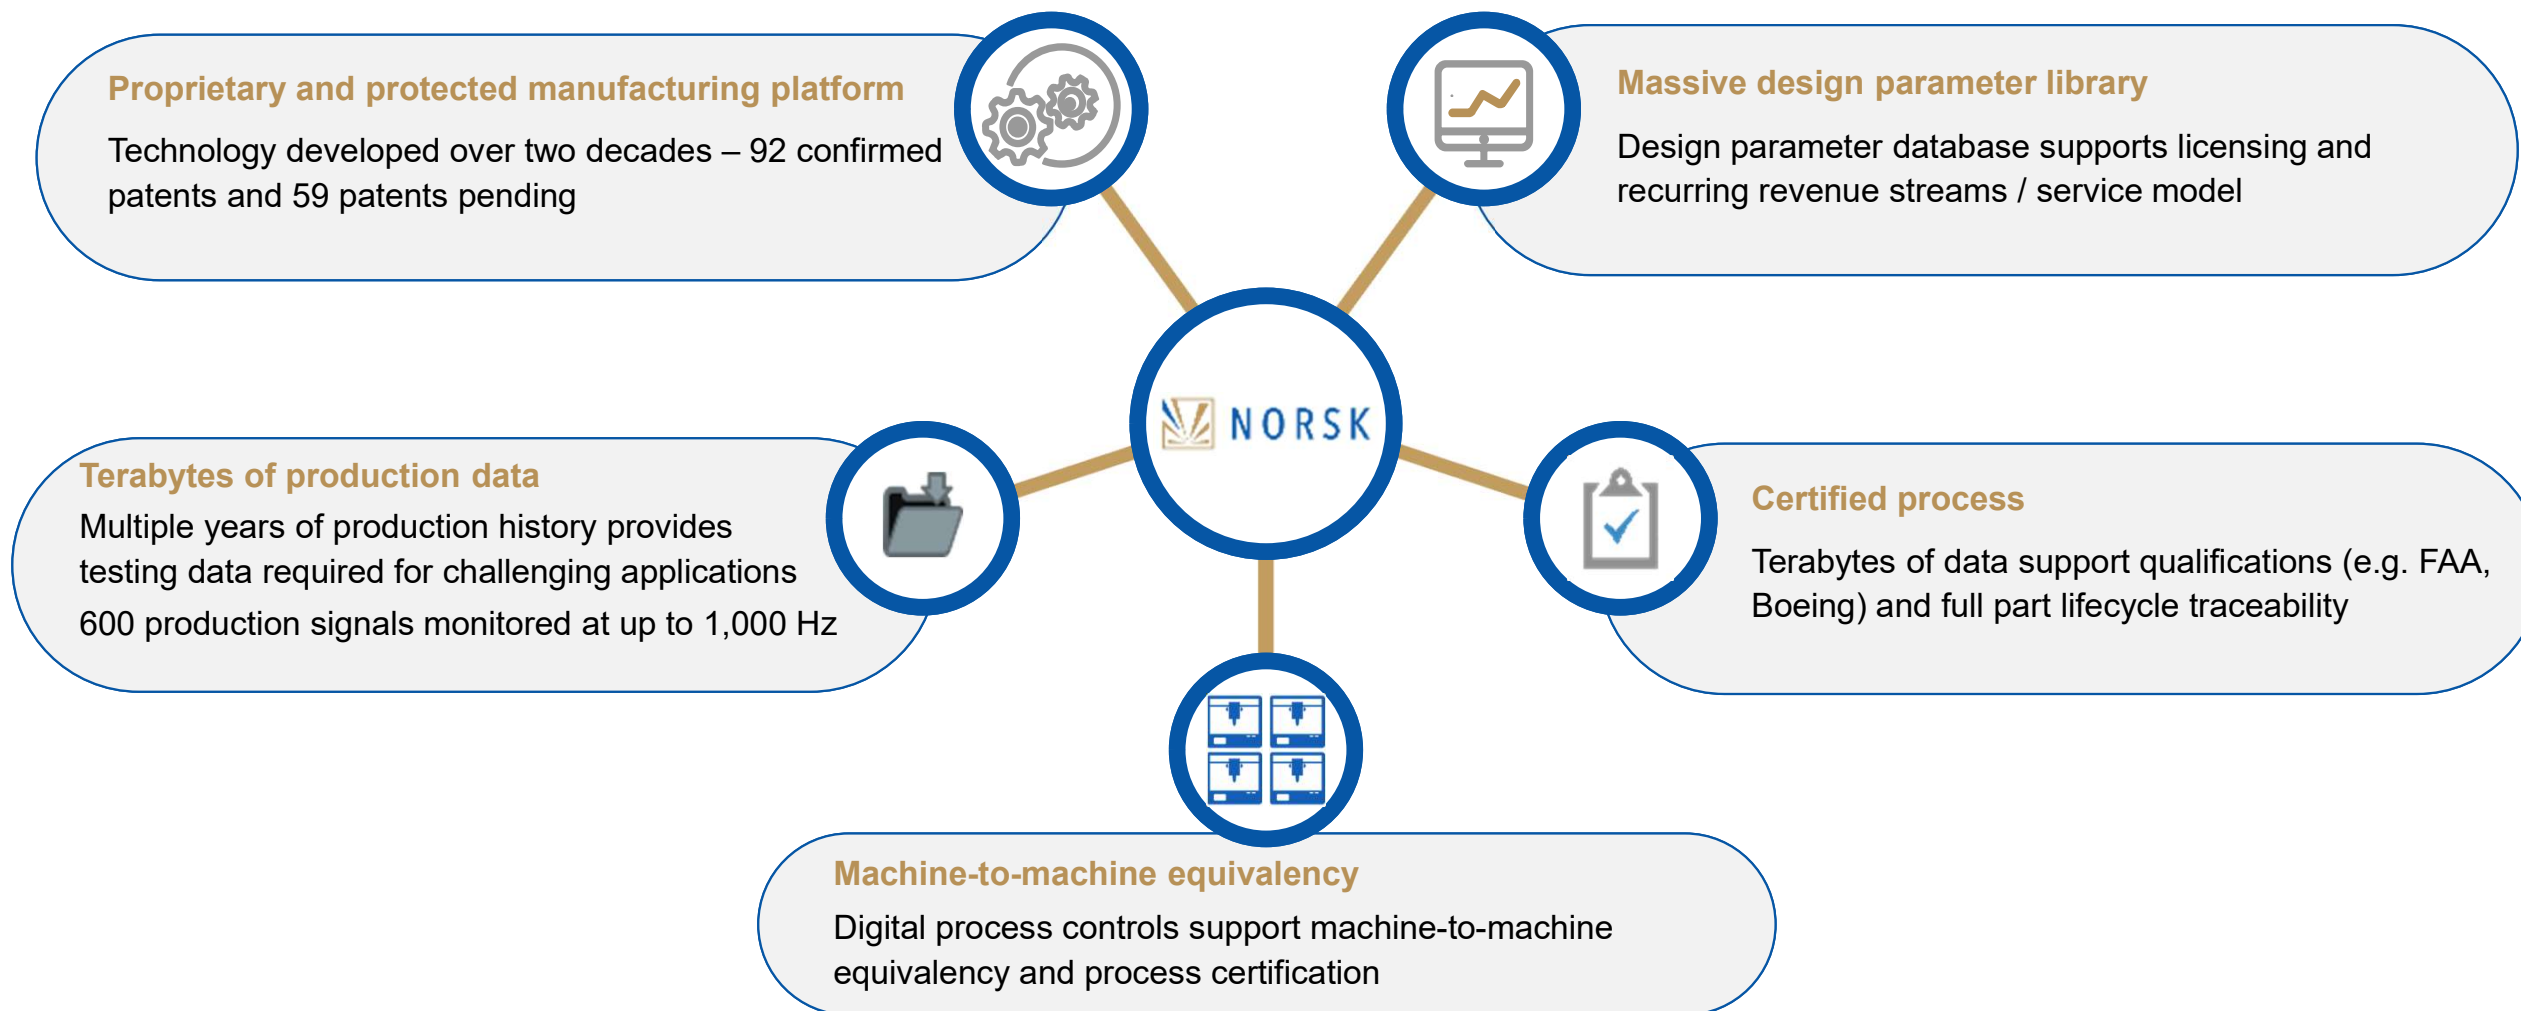 Proprietary and protected manufacturing platform
Technology developed over two decades – 92 confirmed
patents and 59 patents pending
Massive design parameter library
Design parameter database supports licensing and
recurring revenue streams / service model
NORSK
Terabytes of production data
Multiple years of production history provides
testing data required for challenging applications
600 production signals monitored at up to 1,000 Hz
Certified process
Terabytes of data support qualifications (e.g. FAA,
Boeing) and full part lifecycle traceability
Machine-to-machine equivalency
Digital process controls support machine-to-machine
equivalency and process certification